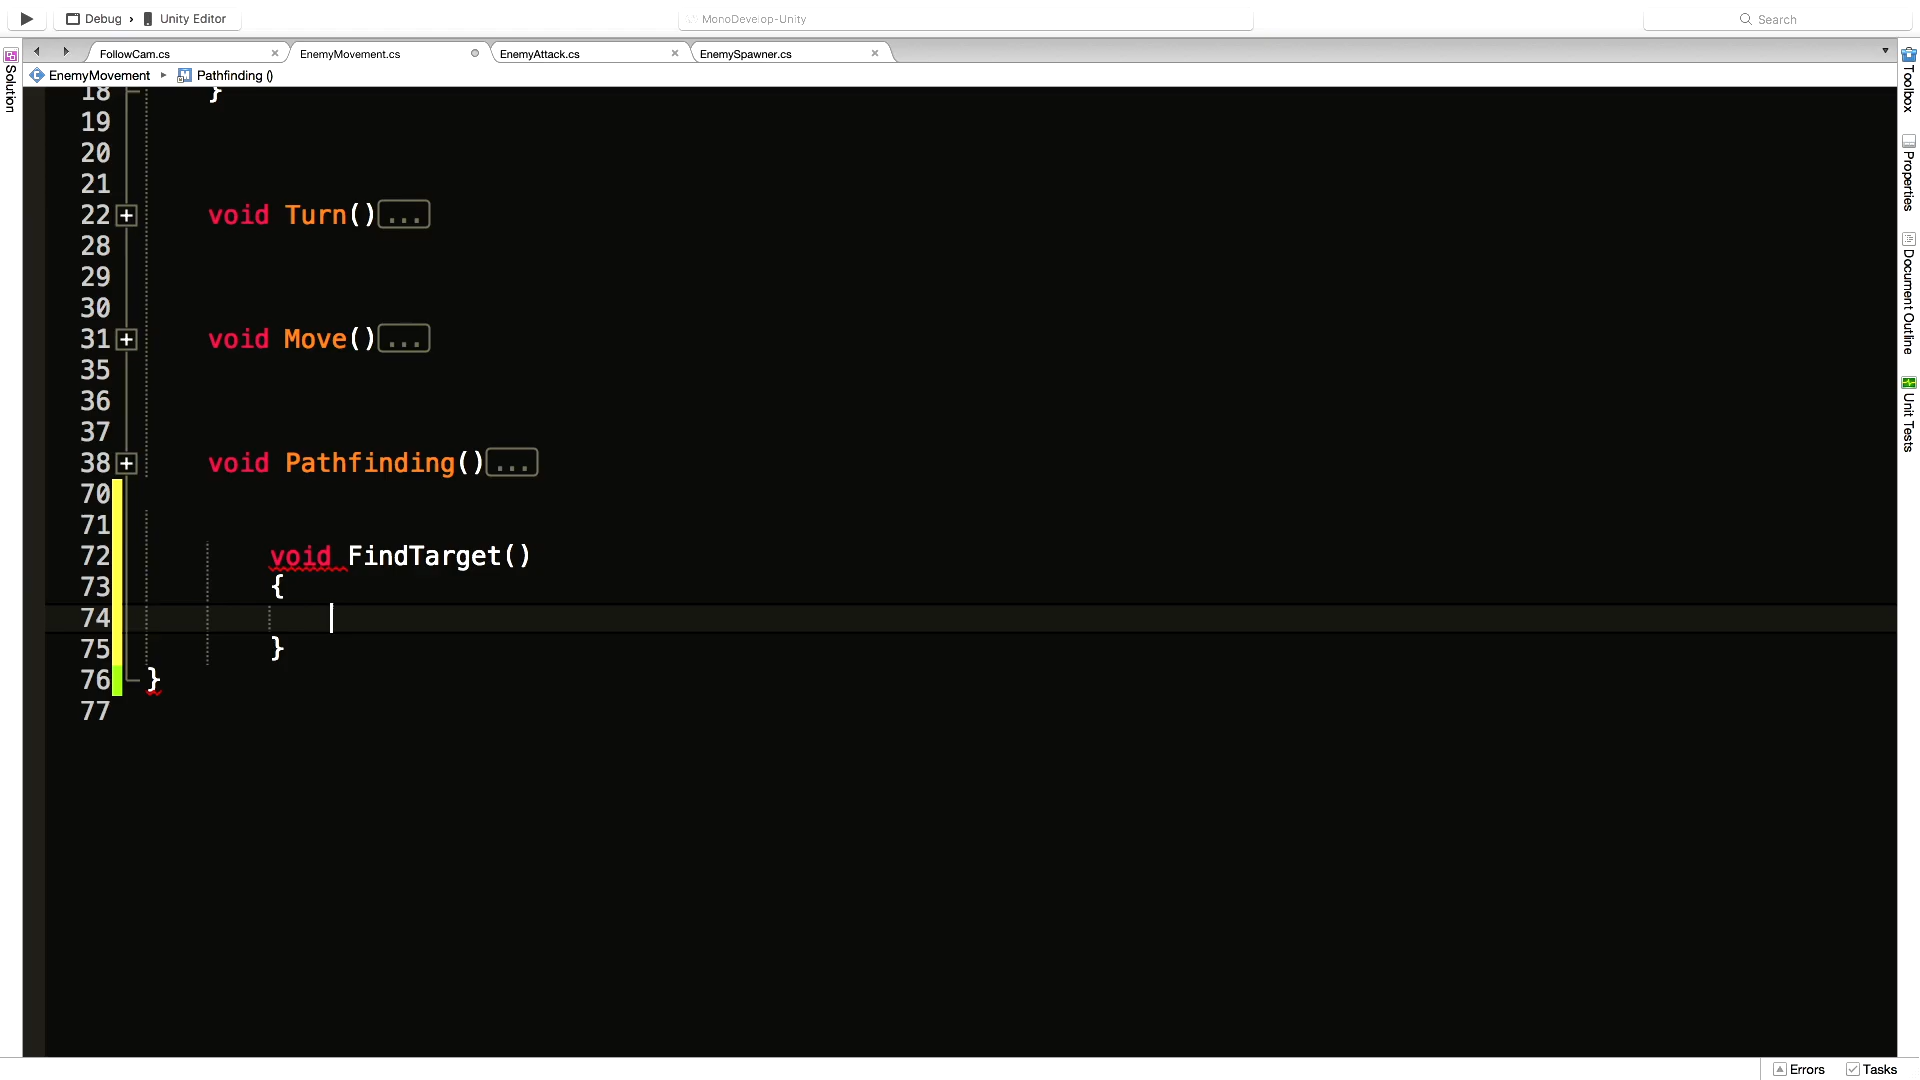 Debug › Unity Editor
MonoDevelop-Unity
Search
FollowCam.cs
EnemyMovement.cs
EnemyAttack.cs
EnemySpawner.cs
EnemyMovement ▸ Pathfinding ()
Solution
Toolbox
Properties
Document Outline
Unit Tests
18 }
19
20
21
22 void Turn()...
28
29
30
31 void Move()...
35
36
37
38 void Pathfinding()...
70
71
72 void FindTarget()
73 {
74
75 }
76 }
77
Errors
Tasks